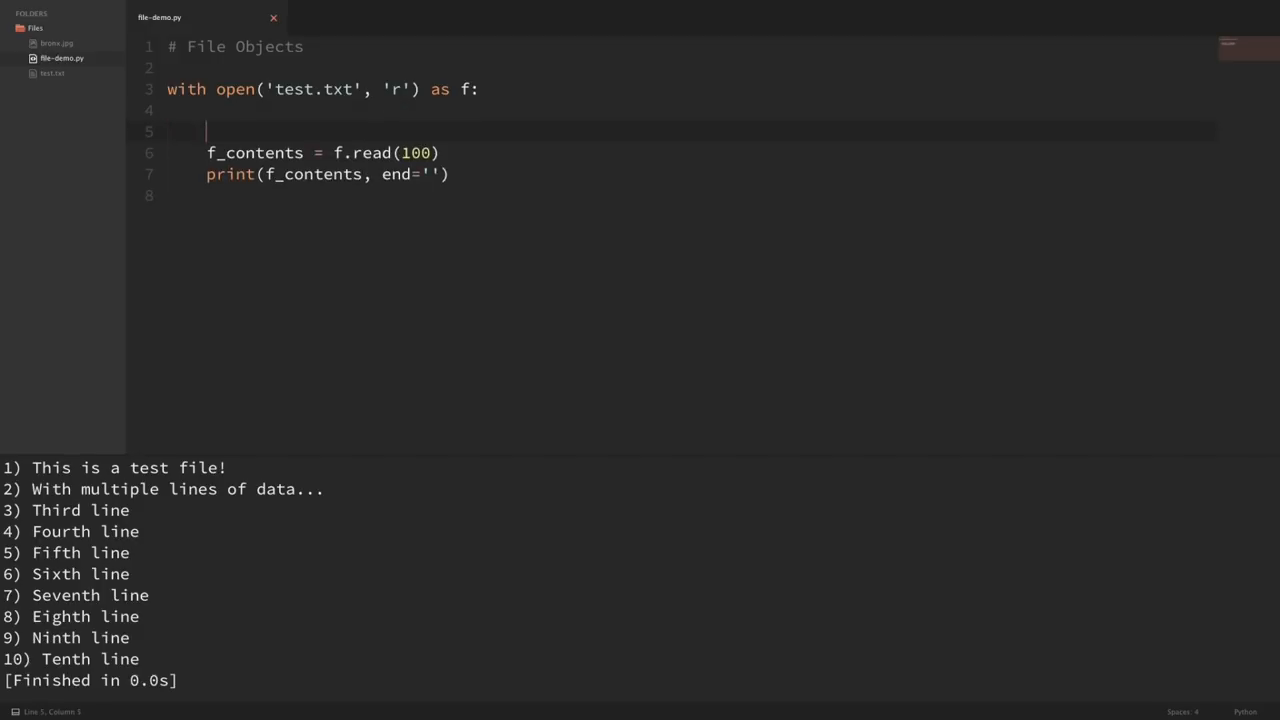 FOLDERS
Files
bronx.jpg
file-demo.py
test.txt
file-demo.py ×
1 # File Objects
2
3 with open('test.txt', 'r') as f:
4
5
6     f_contents = f.read(100)
7     print(f_contents, end='')
8
1) This is a test file!
2) With multiple lines of data...
3) Third line
4) Fourth line
5) Fifth line
6) Sixth line
7) Seventh line
8) Eighth line
9) Ninth line
10) Tenth line
[Finished in 0.0s]
Line 5, Column 5 Spaces: 4 Python